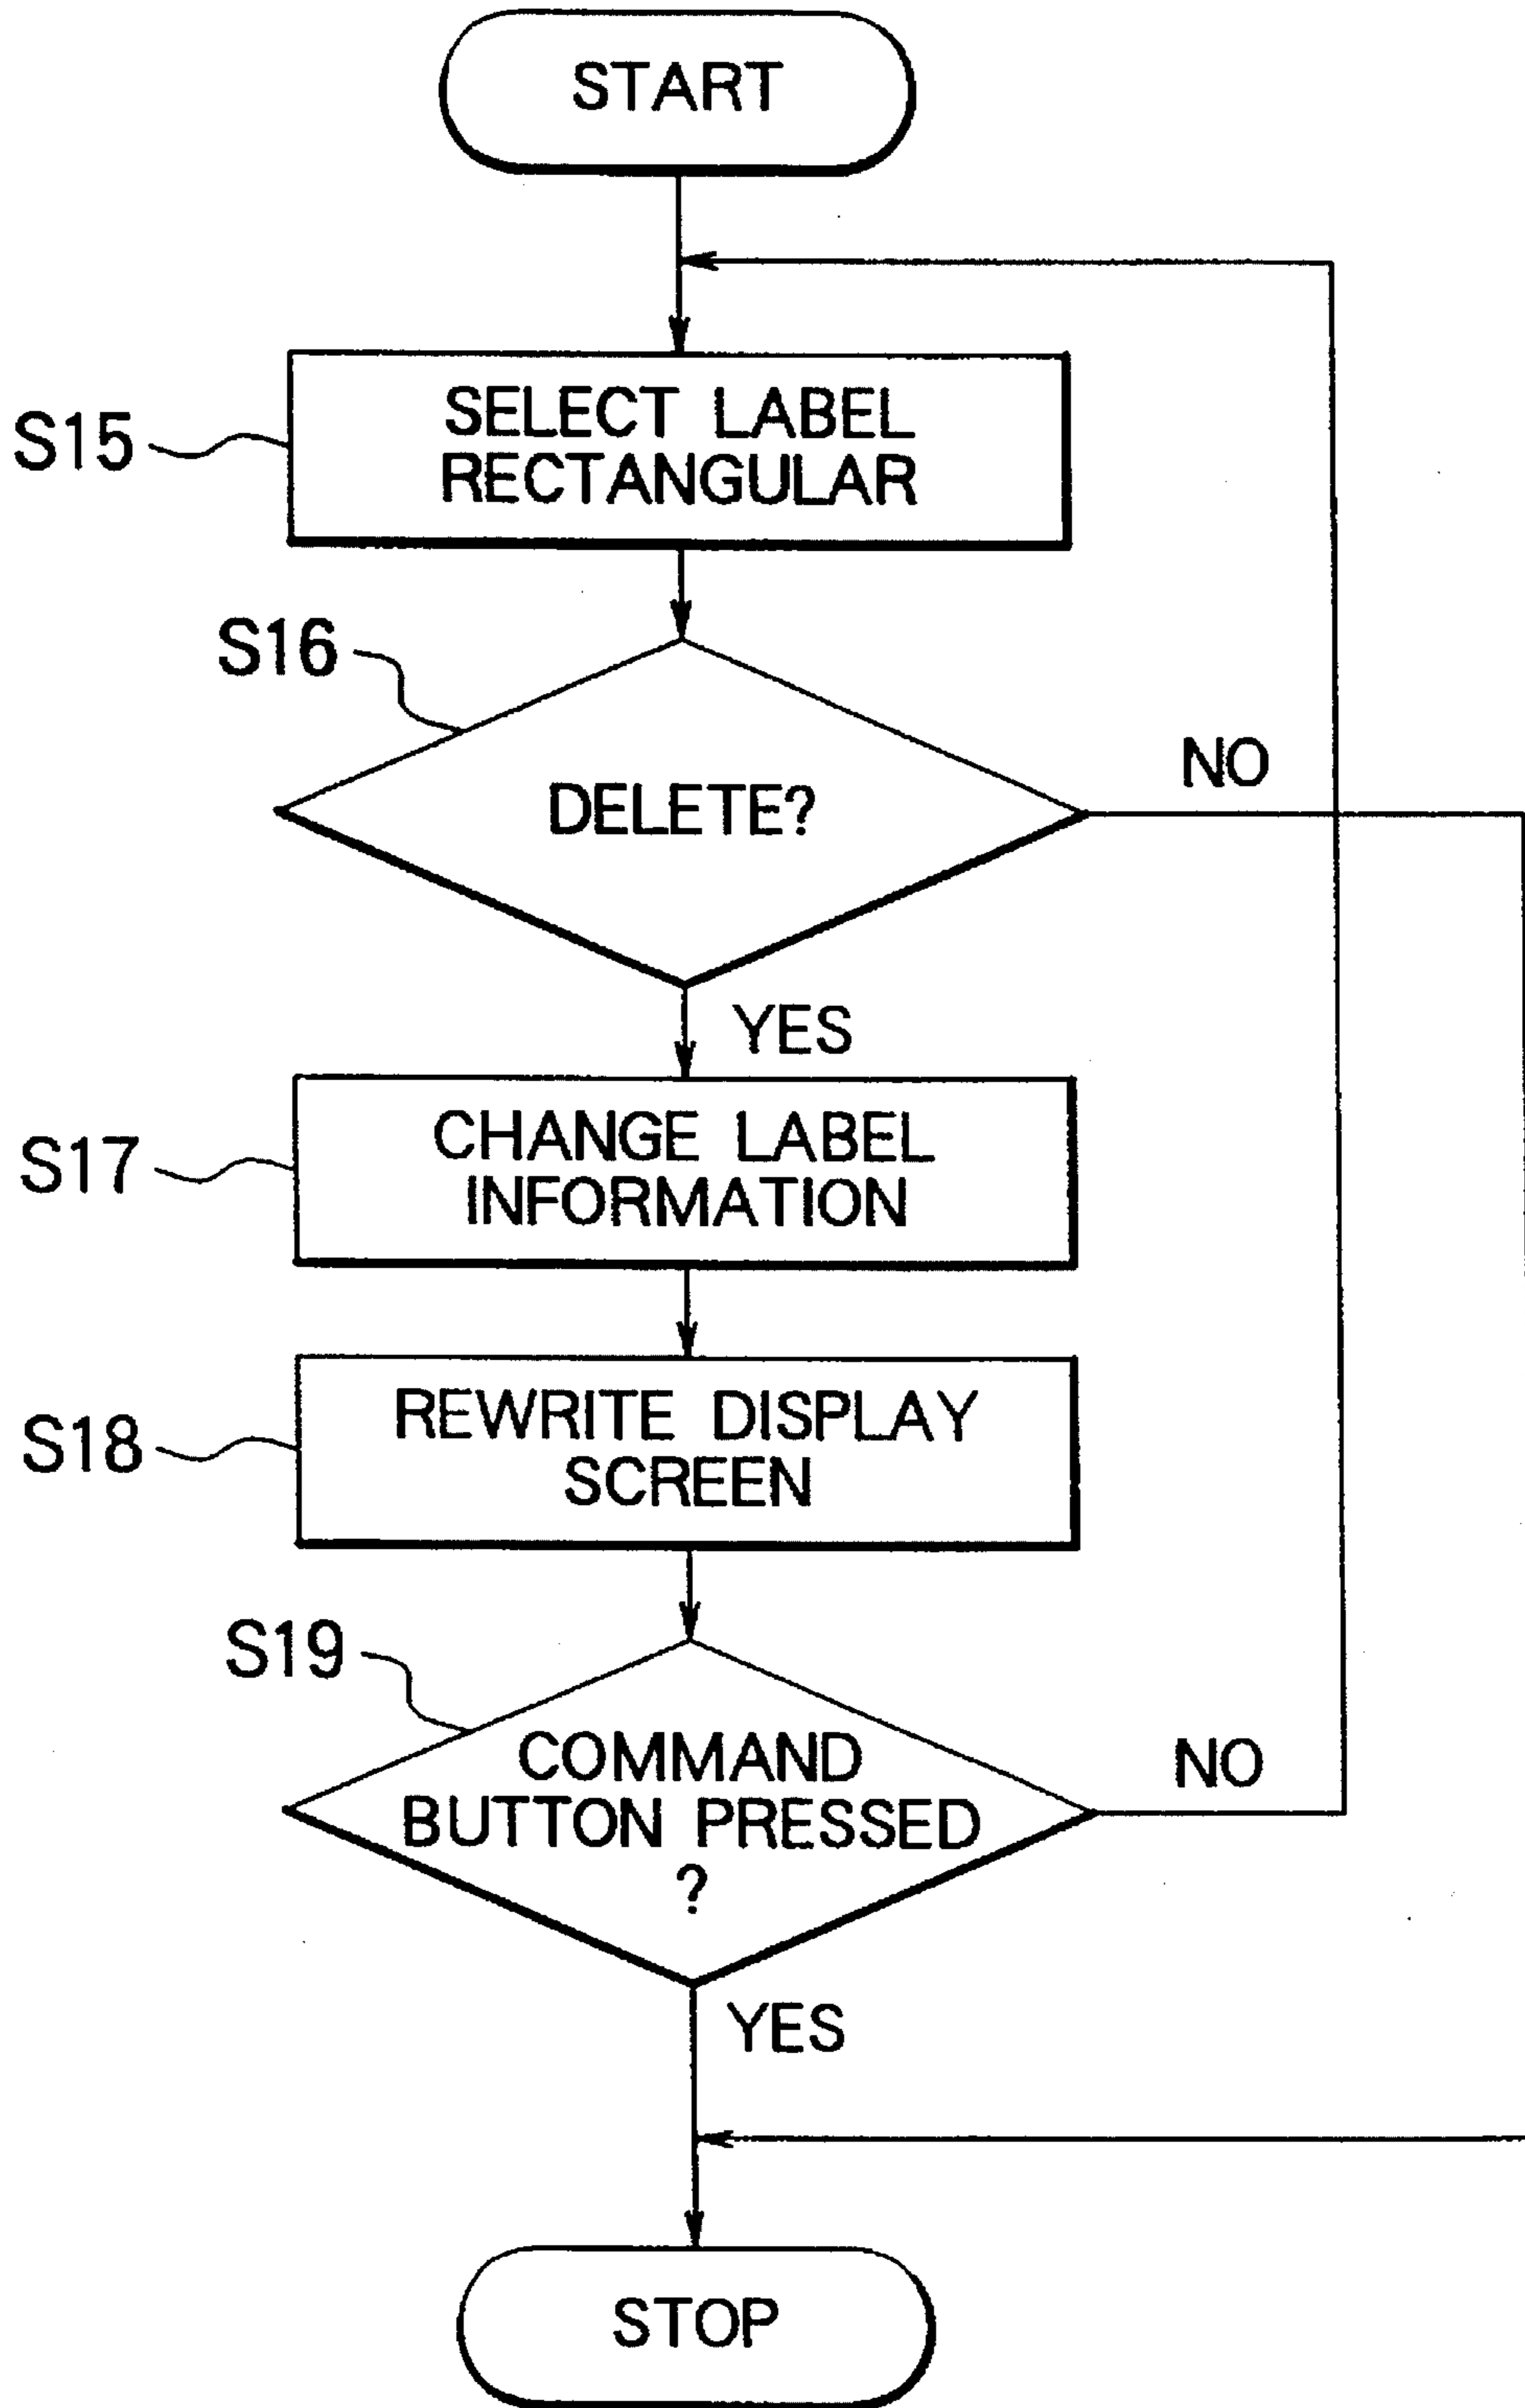 START
S15
SELECT LABEL
RECTANGULAR
S16
DELETE?
NO
YES
S17
CHANGE LABEL
INFORMATION
S18
REWRITE DISPLAY
SCREEN
S19
COMMAND
BUTTON PRESSED
?
NO
YES
STOP